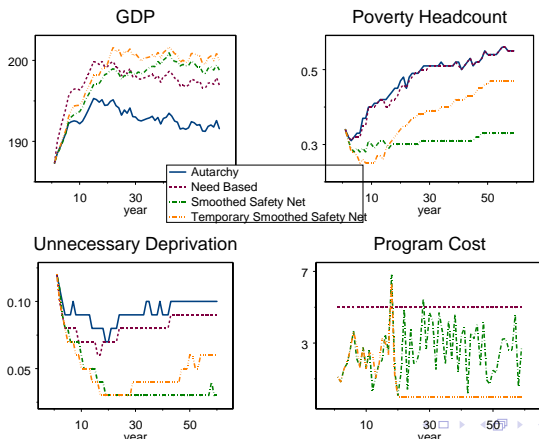 GDP
200
190
10 30 50
year
Poverty Headcount
0.5
0.3
10 30 50
year
Autarchy
Need Based
Smoothed Safety Net
Temporary Smoothed Safety Net
Unnecessary Deprivation
0.10
0.05
10 30 50
year
Program Cost
7
3
10 30 50
year